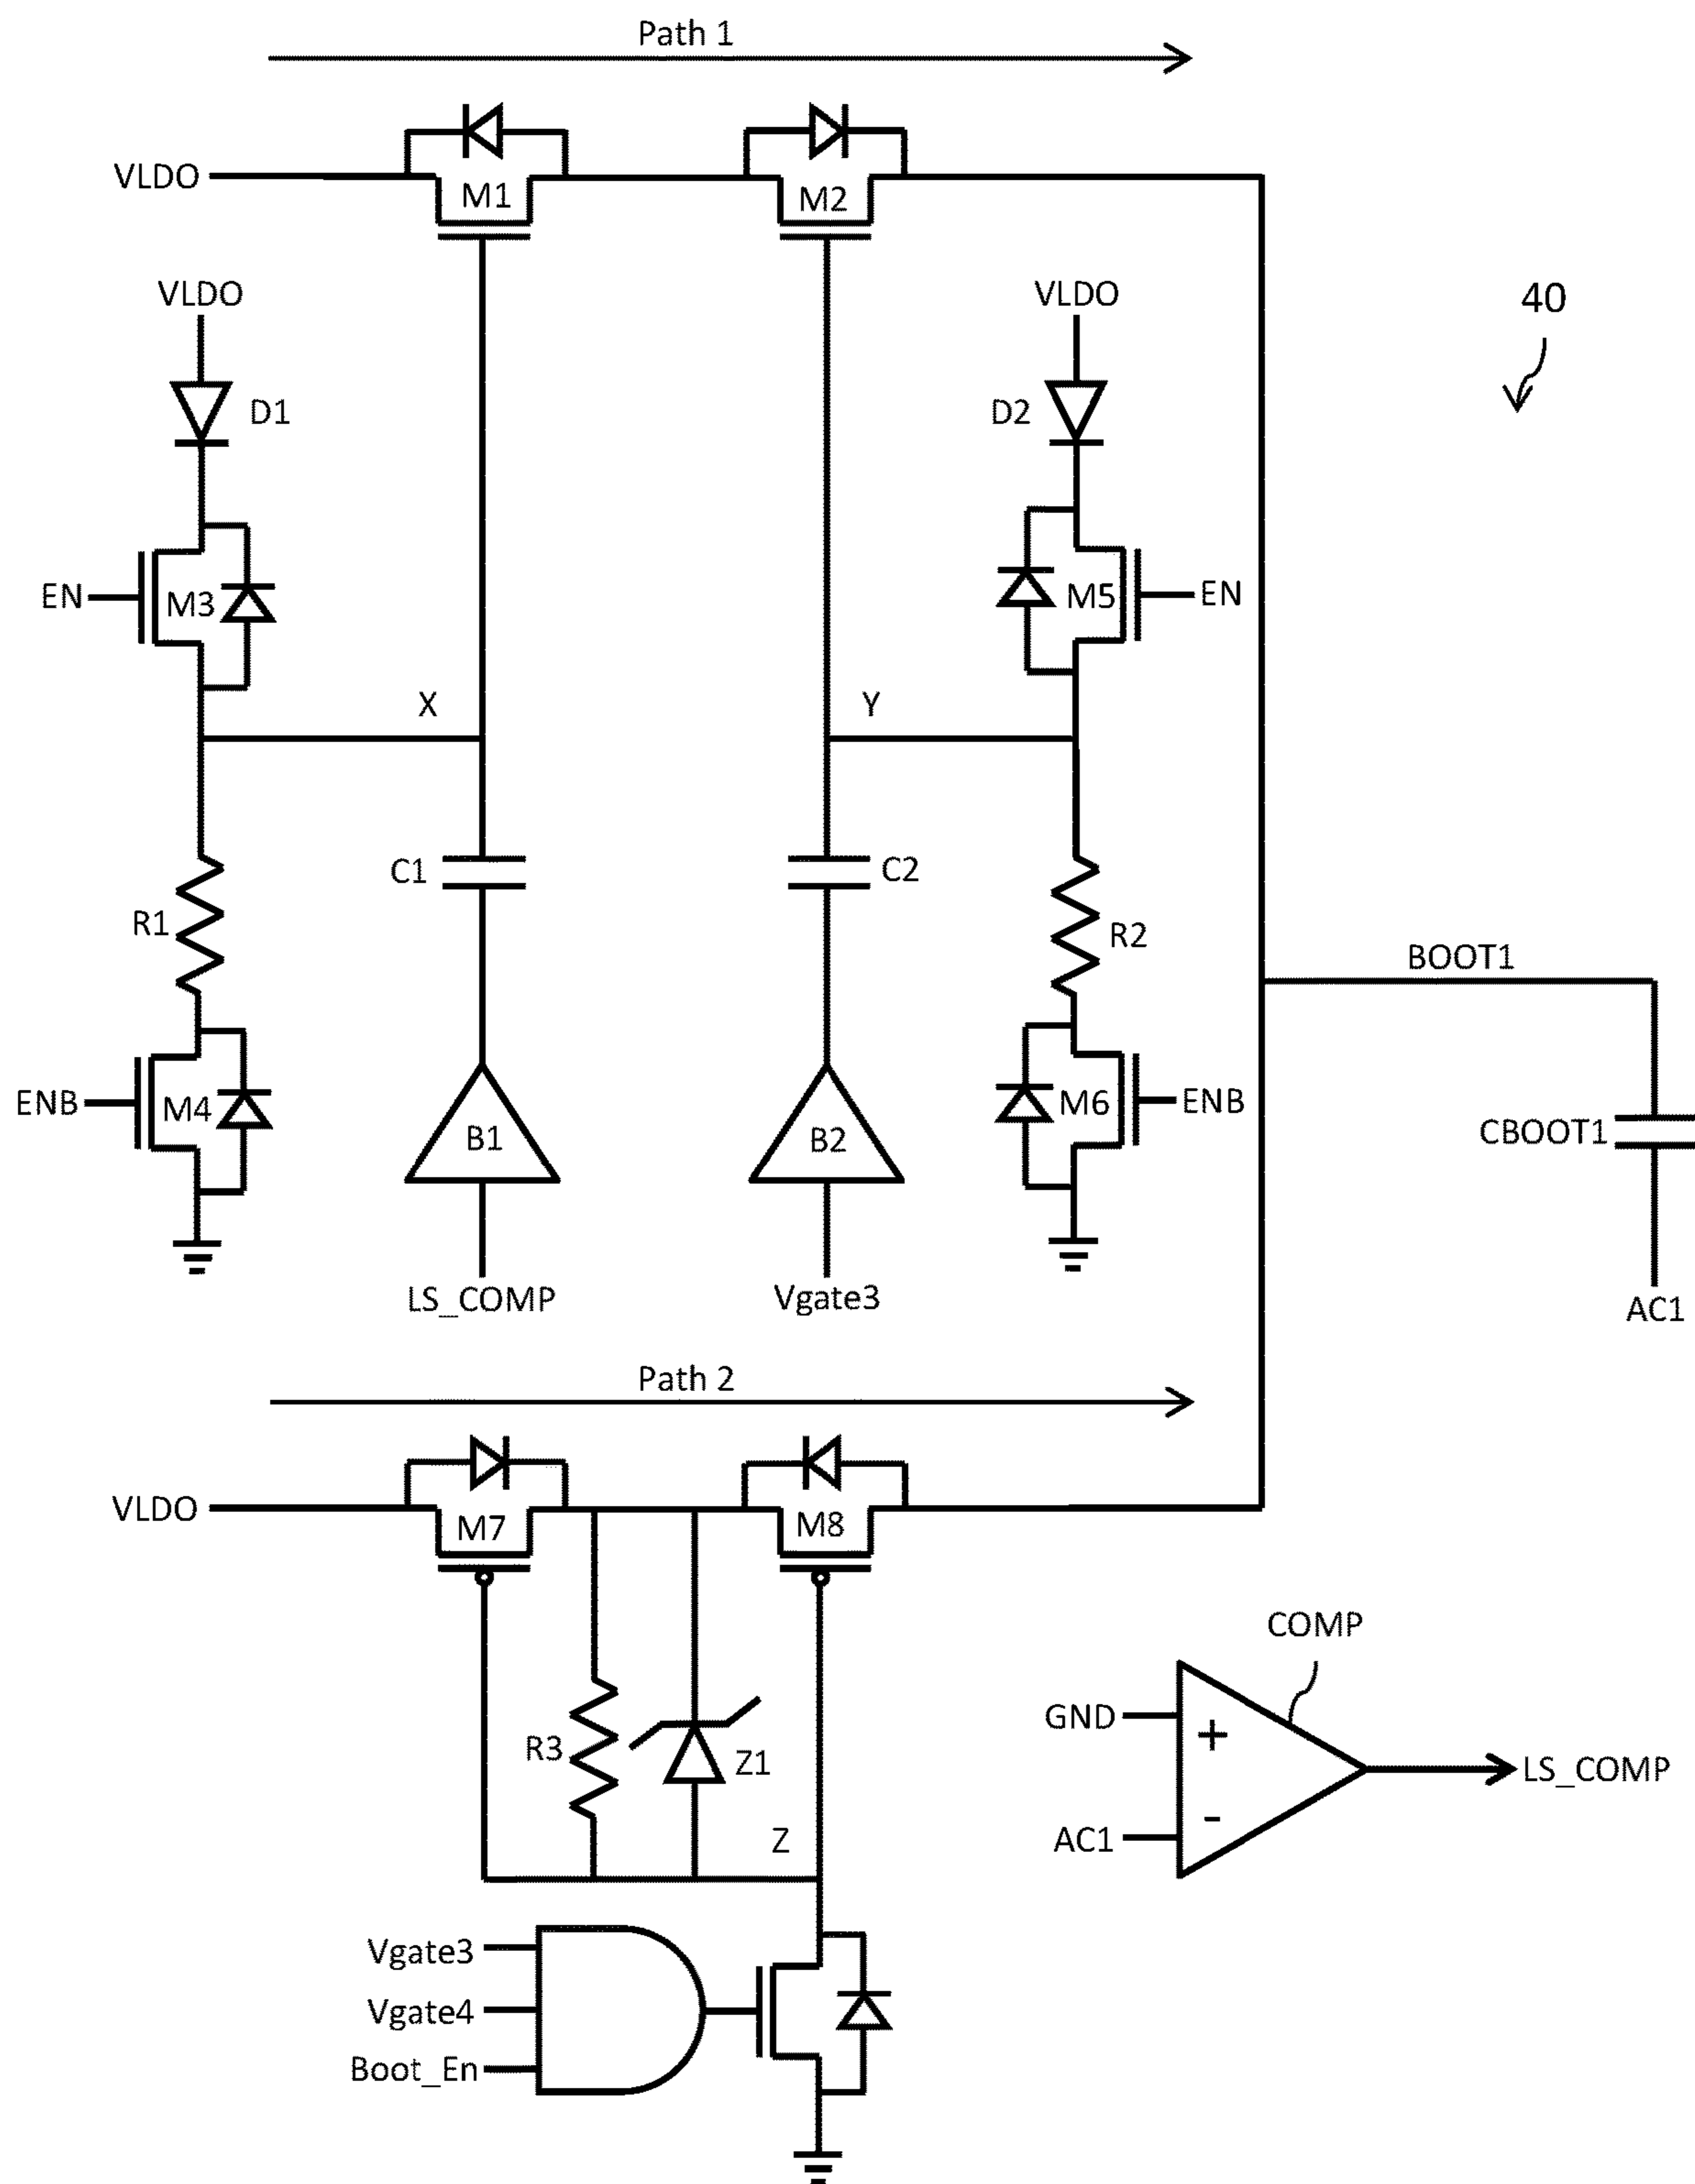 Path 1
VLDO
M1
M2
VLDO
VLDO
40
D1
D2
EN
M3
M5
EN
X
Y
C1
C2
R1
R2
BOOT1
ENB
M4
B1
B2
M6
ENB
CBOOT1
LS_COMP
Vgate3
AC1
Path 2
VLDO
M7
M8
COMP
GND
+
R3
Z1
LS_COMP
-
AC1
Z
Vgate3
Vgate4
Boot_En